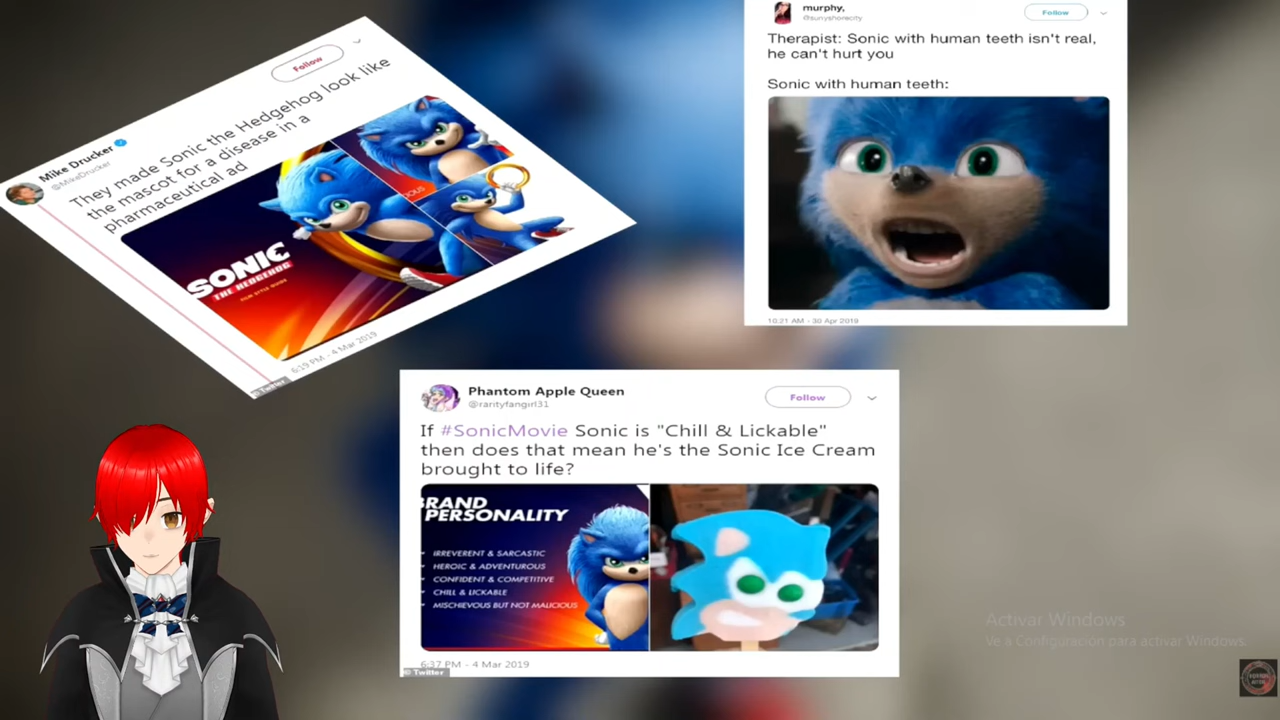 Mike Drucker
@MikeDrucker
Follow
They made Sonic the Hedgehog look like
the mascot for a disease in a
pharmaceutical ad
SONIC
THE HEDGEHOG
FILM STYLE GUIDE
6:19 PM - 4 Mar 2019
© Twitter
murphy,
@sunyshorecity
Follow
Therapist: Sonic with human teeth isn't real,
he can't hurt you
Sonic with human teeth:
10:21 AM - 30 Apr 2019
Phantom Apple Queen
@rarityfangirl31
Follow
If #SonicMovie Sonic is "Chill & Lickable"
then does that mean he's the Sonic Ice Cream
brought to life?
BRAND
PERSONALITY
IRREVERENT & SARCASTIC
HEROIC & ADVENTUROUS
CONFIDENT & COMPETITIVE
CHILL & LICKABLE
MISCHIEVOUS BUT NOT MALICIOUS
6:37 PM - 4 Mar 2019
© Twitter
Activar Windows
Ve a Configuración para activar Windows.